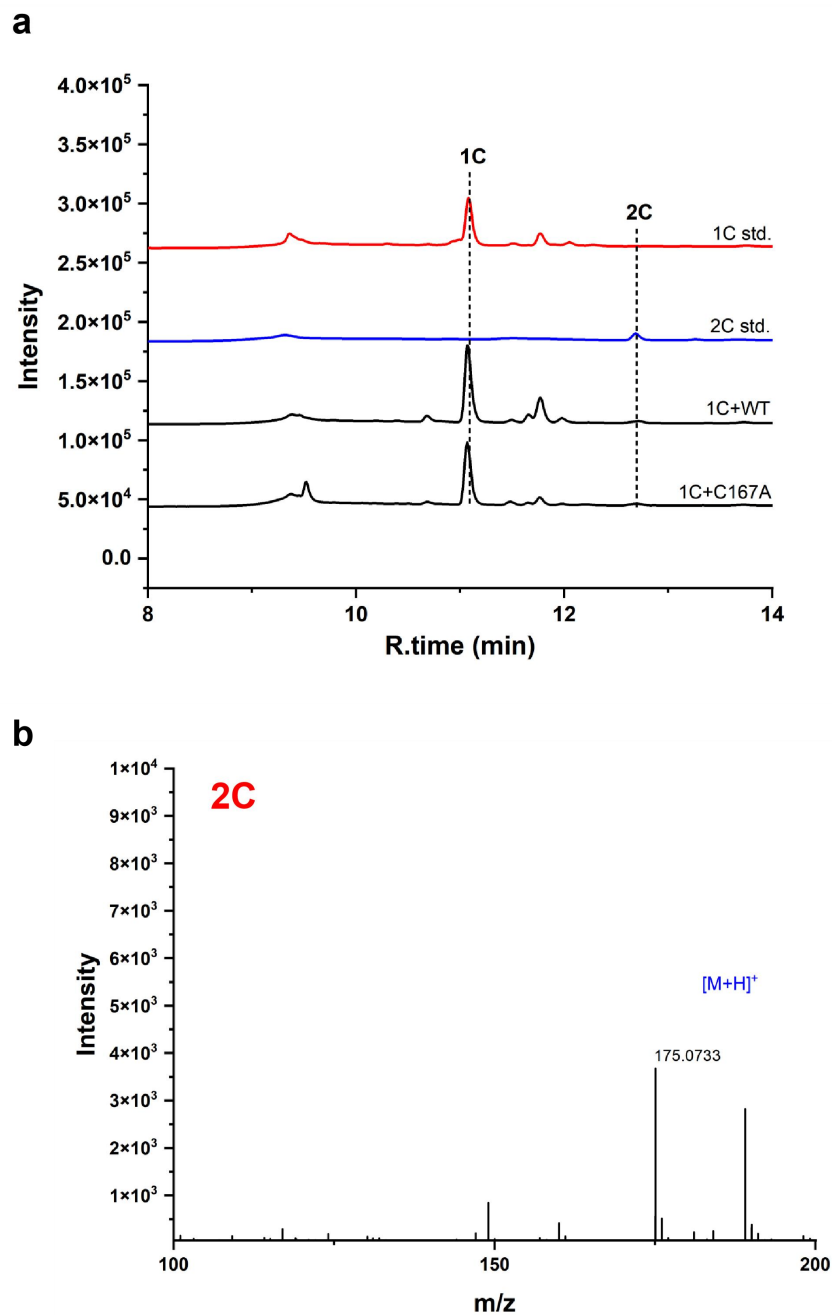 a
4.0×10⁵
3.5×10⁵
3.0×10⁵
2.5×10⁵
2.0×10⁵
1.5×10⁵
1.0×10⁵
5.0×10⁴
0.0
Intensity
1C
2C
1C std.
2C std.
1C+WT
1C+C167A
8
10
12
14
R.time (min)
b
1×10⁴
9×10³
8×10³
7×10³
6×10³
5×10³
4×10³
3×10³
2×10³
1×10³
Intensity
2C
[M+H]⁺
175.0733
100
150
200
m/z